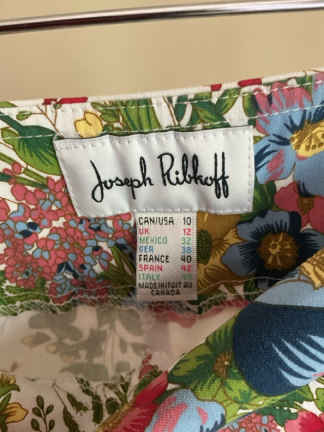 Joseph Ribkoff
CAN/USA 10
UK 12
MEXICO 32
GER 38
FRANCE 40
SPAIN 42
ITALY
MADE IN/FAIT AU
CANADA